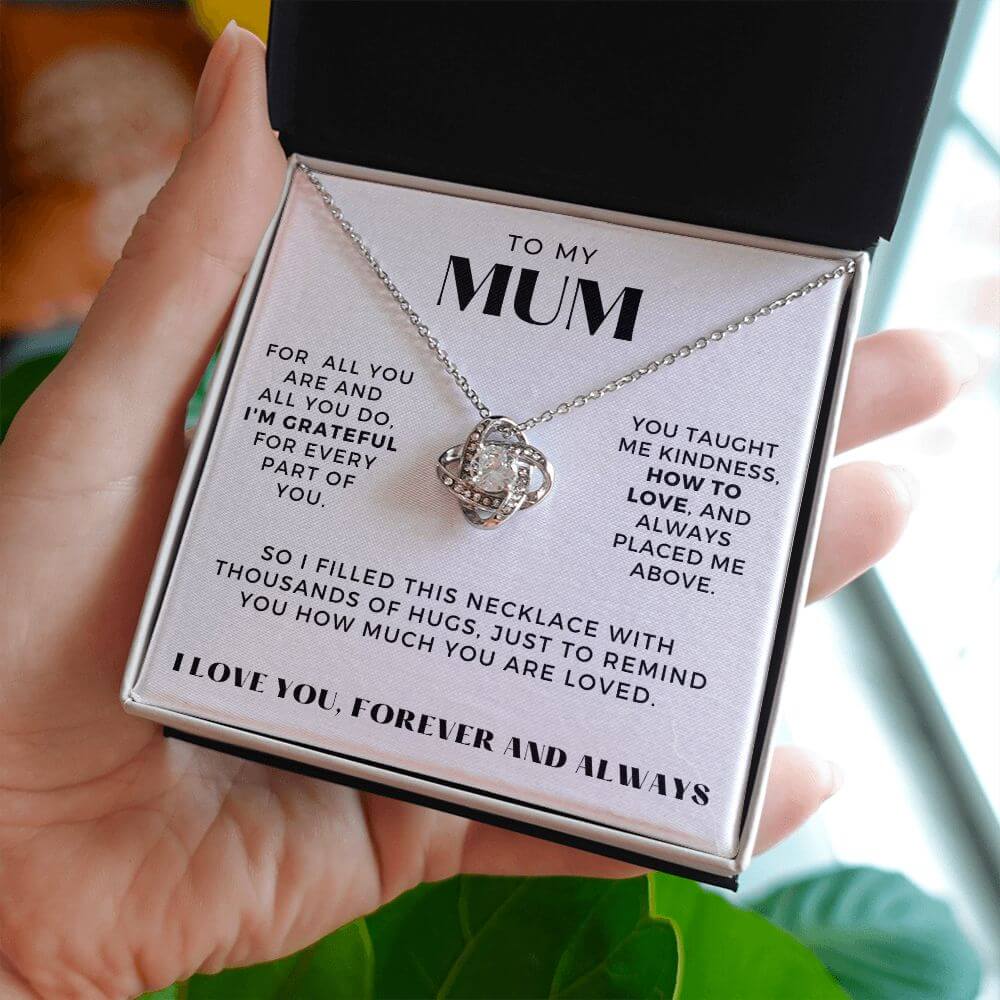 TO MY
MUM
FOR ALL YOU
ARE AND
ALL YOU DO,
I'M GRATEFUL
FOR EVERY
PART OF
YOU.
YOU TAUGHT
ME KINDNESS,
HOW TO
LOVE, AND
ALWAYS
PLACED ME
ABOVE.
SO I FILLED THIS NECKLACE WITH
THOUSANDS OF HUGS, JUST TO REMIND
YOU HOW MUCH YOU ARE LOVED.
I LOVE YOU, FOREVER AND ALWAYS